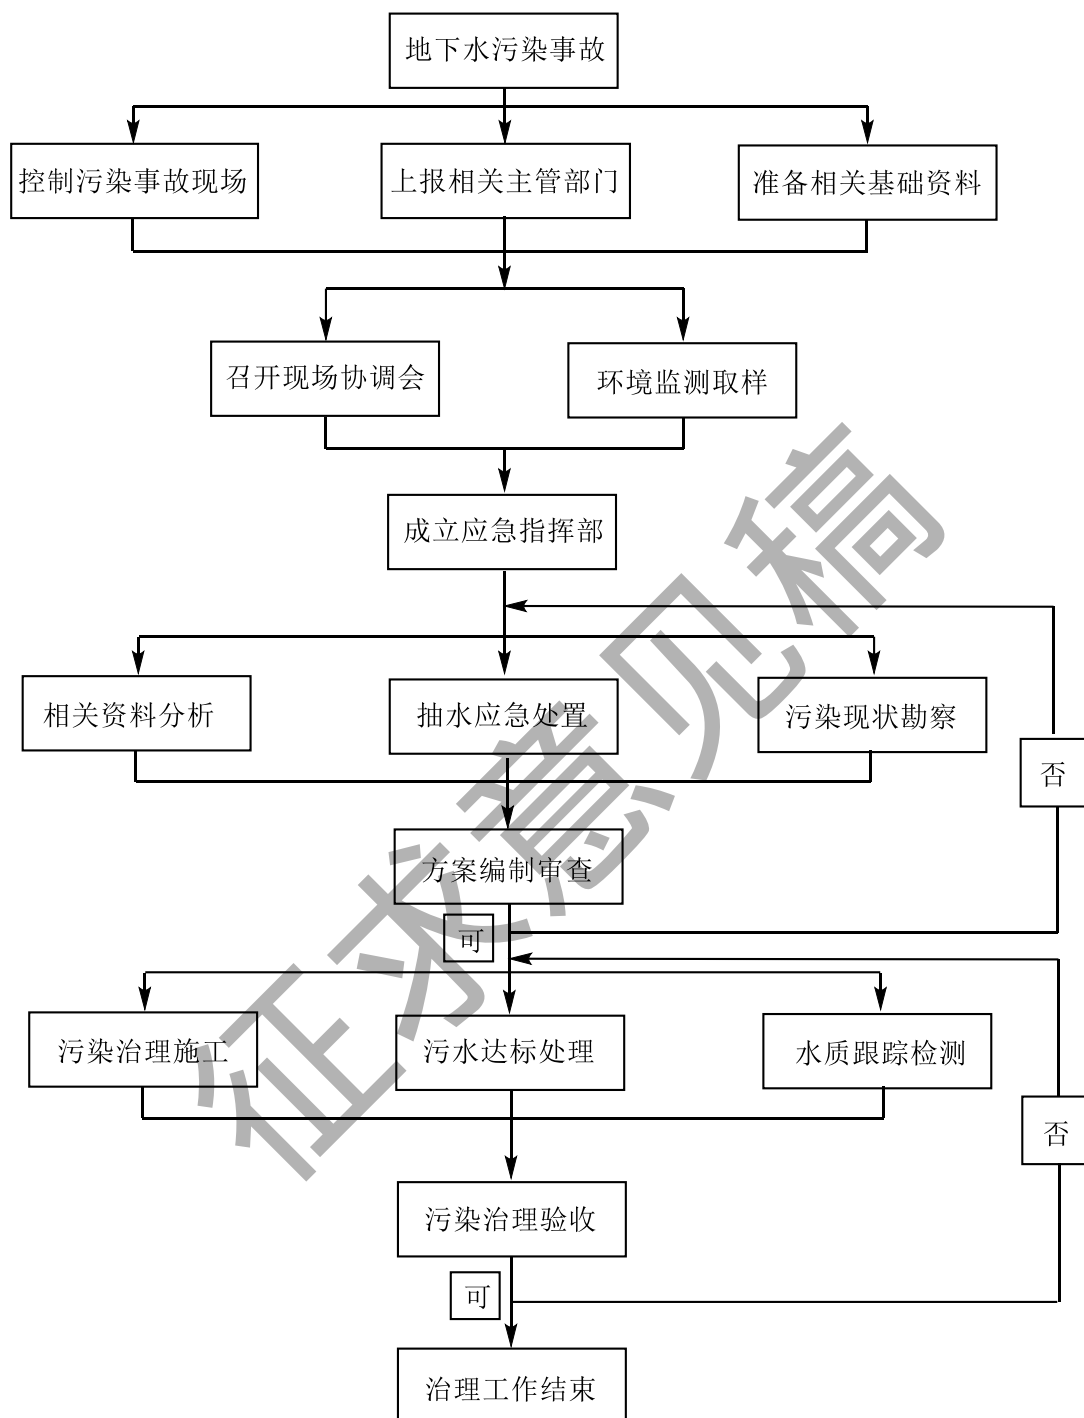 地下水污染事故
控制污染事故现场
上报相关主管部门
准备相关基础资料
召开现场协调会
环境监测取样
成立应急指挥部
相关资料分析
抽水应急处置
污染现状勘察
否
方案编制审查
可
污染治理施工
污水达标处理
水质跟踪检测
否
污染治理验收
可
治理工作结束
征求意见稿